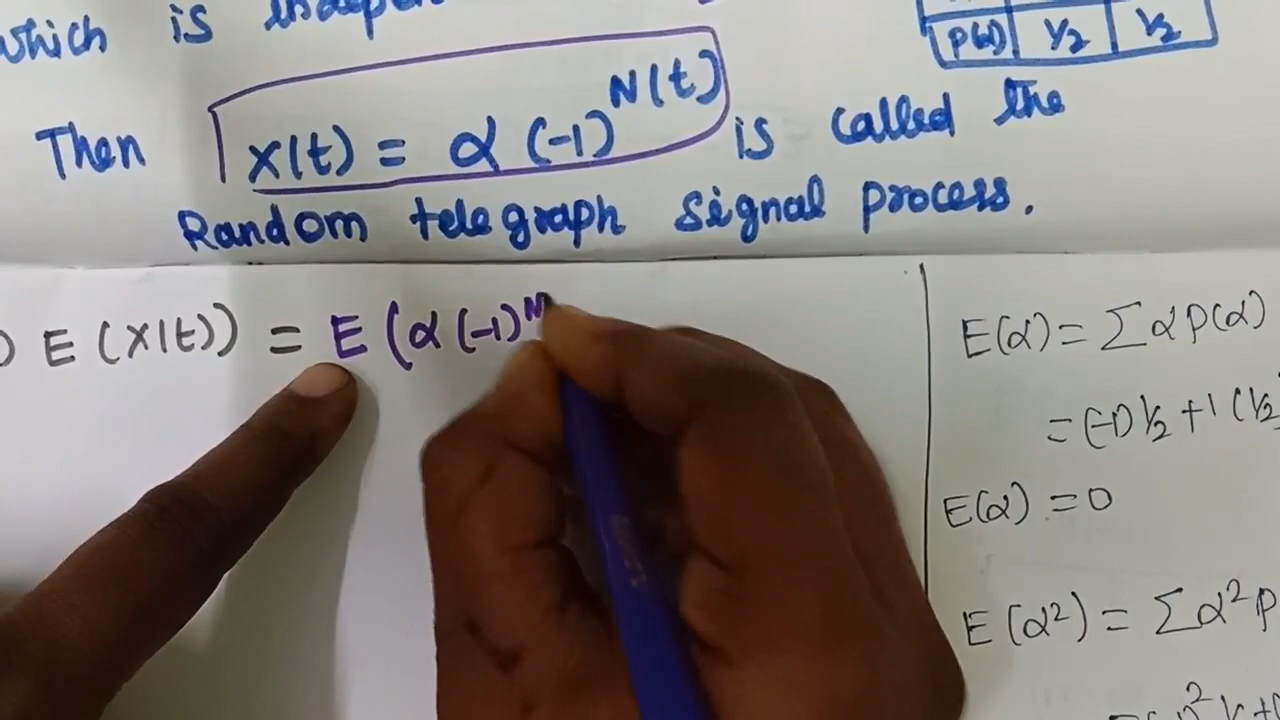 which is
P(α) 1/2 1/2
Then X(t) = α (-1)^N(t) is called the
Random telegraph signal process.
) E (X(t)) = E (α (-1)^N
E(α) = Σ α P(α)
= (-1) 1/2 + 1 (1/2
E(α) = 0
E (α²) = Σ α² P